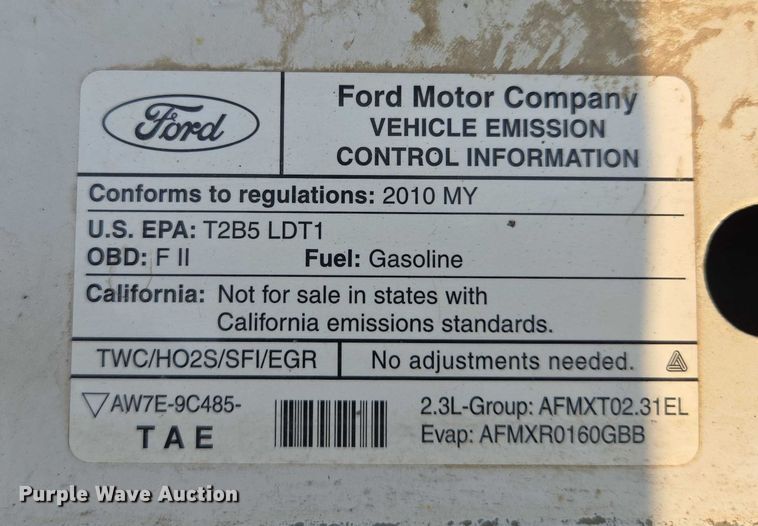 Ford
Ford Motor Company
VEHICLE EMISSION
CONTROL INFORMATION
Conforms to regulations: 2010 MY
U.S. EPA: T2B5 LDT1
OBD: F II Fuel: Gasoline
California: Not for sale in states with
California emissions standards.
TWC/HO2S/SFI/EGR No adjustments needed.
▽AW7E-9C485-
TAE
2.3L-Group: AFMXT02.31EL
Evap: AFMXR0160GBB
Purple Wave Auction